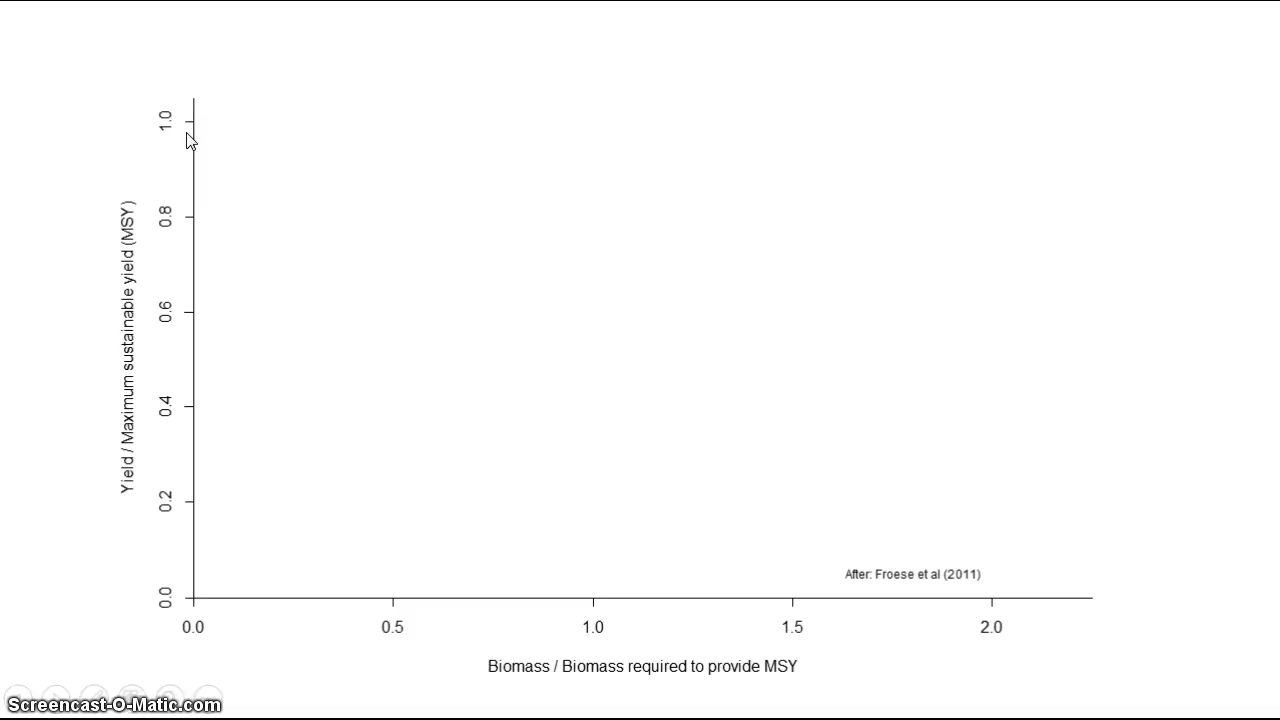 1.0
0.8
0.6
0.4
0.2
0.0
Yield / Maximum sustainable yield (MSY)
After: Froese et al (2011)
0.0 0.5 1.0 1.5 2.0
Biomass / Biomass required to provide MSY
Screencast-O-Matic.com